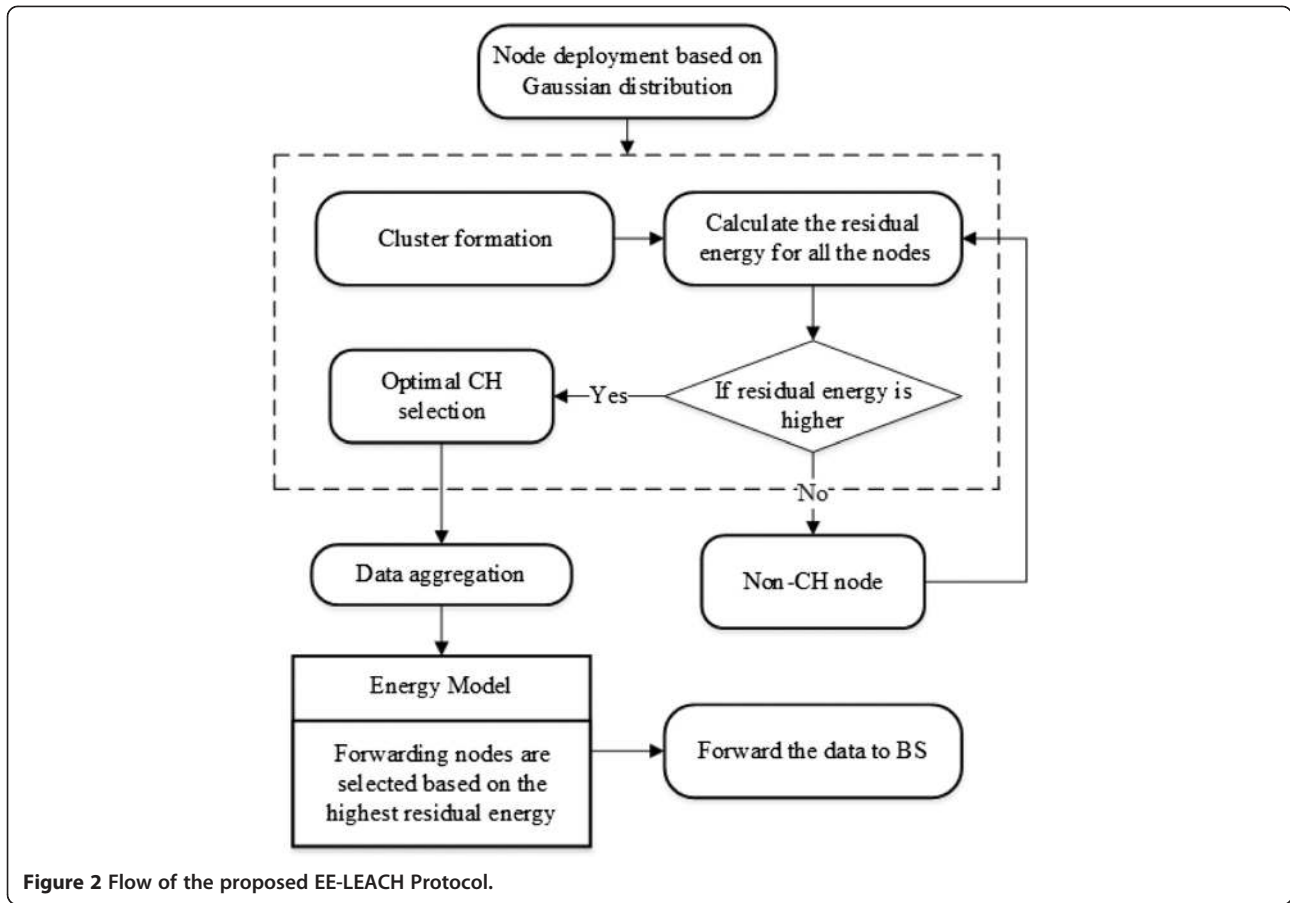 Node deployment based on
Gaussian distribution
Cluster formation
Calculate the residual
energy for all the nodes
Optimal CH
selection
Yes
If residual energy is
higher
No
Data aggregation
Non-CH node
Energy Model
Forwarding nodes are
selected based on the
highest residual energy
Forward the data to BS
Figure 2 Flow of the proposed EE-LEACH Protocol.